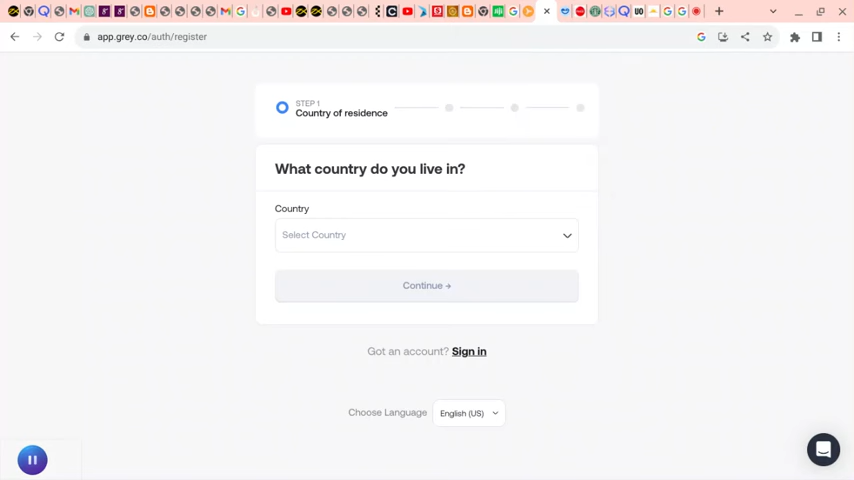 app.grey.co/auth/register
STEP 1
Country of residence
What country do you live in?
Country
Select Country
Continue →
Got an account? Sign in
Choose Language English (US)